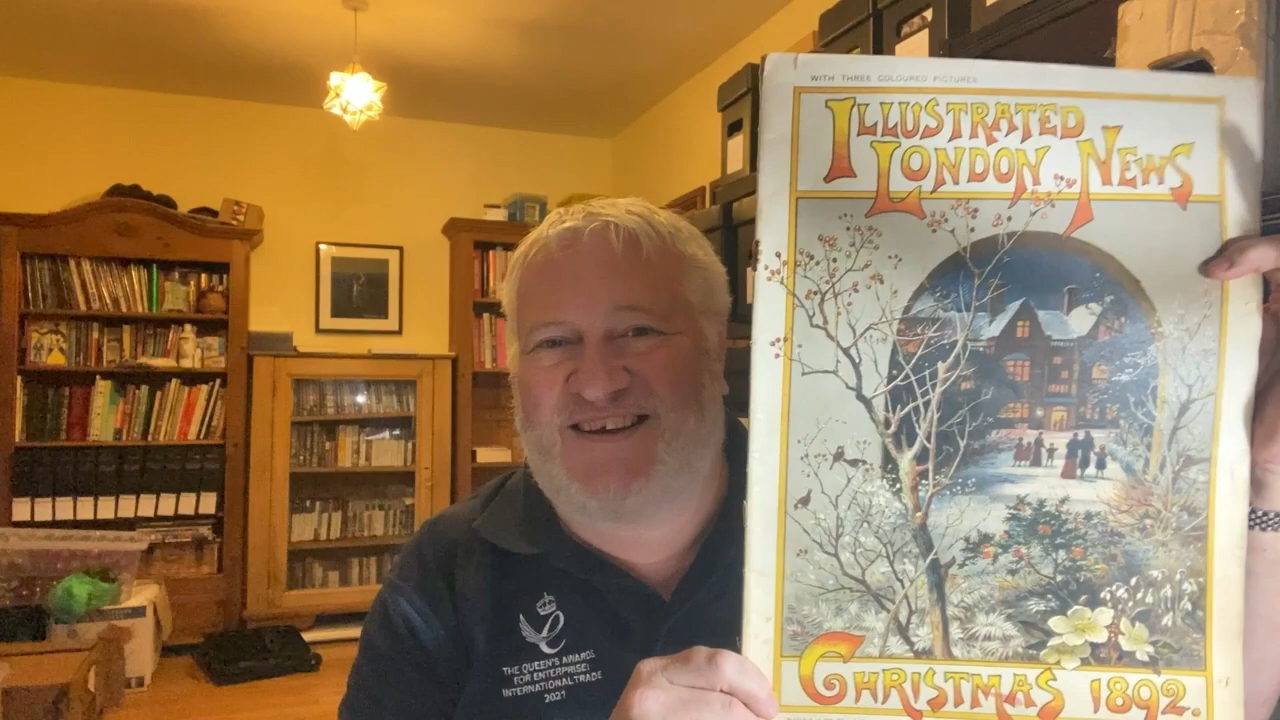 WITH THREE COLOURED PICTURES
ILLUSTRATED
LONDON NEWS
CHRISTMAS 1892.
THE QUEEN'S AWARDS
FOR ENTERPRISE:
INTERNATIONAL TRADE
2021